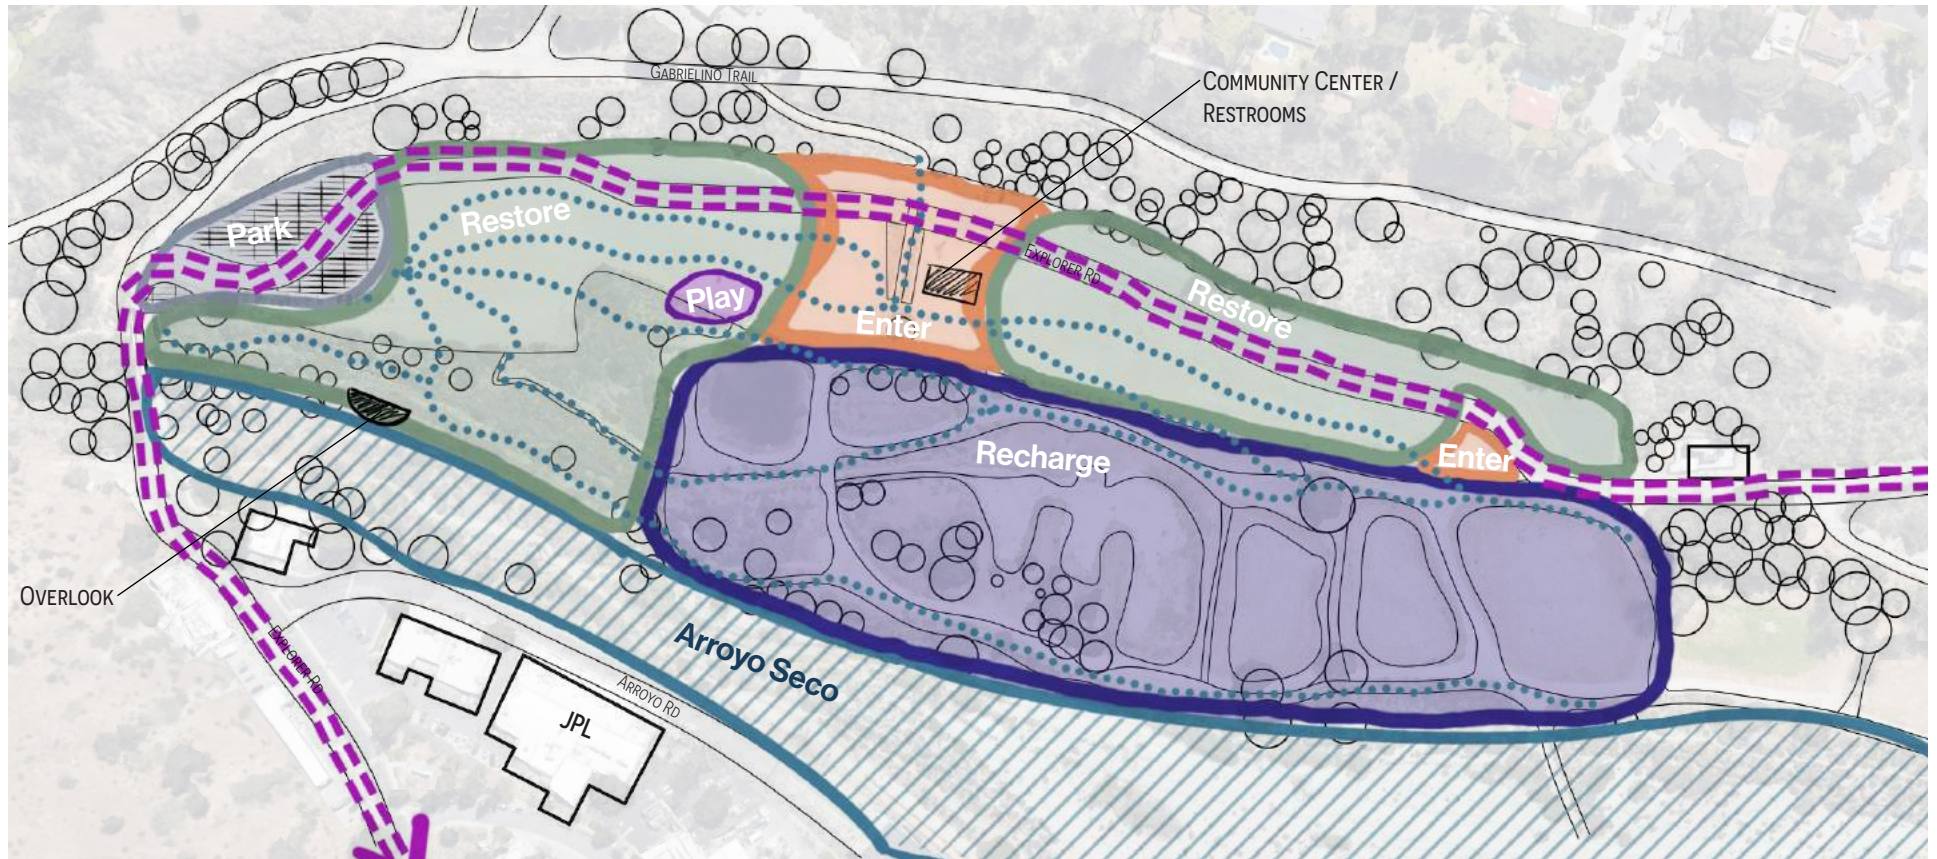 GABRIELINO TRAIL
COMMUNITY CENTER /
RESTROOMS
Park
Restore
EXPLORER RD
Play
Restore
Enter
Recharge
Enter
OVERLOOK
Arroyo Seco
EXPLORER RD
ARROYO RD
JPL